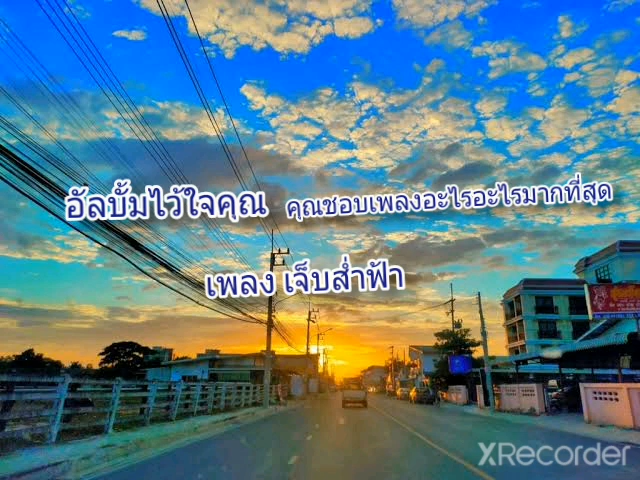 อัลบั้มไว้ใจคุณ คุณชอบเพลงอะไรอะไรมากที่สุด
เพลง เจ็บส่ำฟ้า
XRecorder